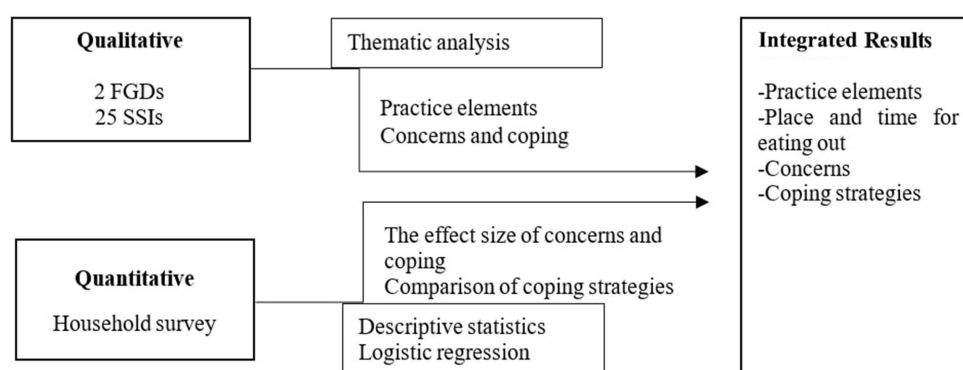 Qualitative
2 FGDs
25 SSIs
Thematic analysis
Practice elements
Concerns and coping
Quantitative
Household survey
The effect size of concerns and
coping
Comparison of coping strategies
Descriptive statistics
Logistic regression
Integrated Results
-Practice elements
-Place and time for
eating out
-Concerns
-Coping strategies